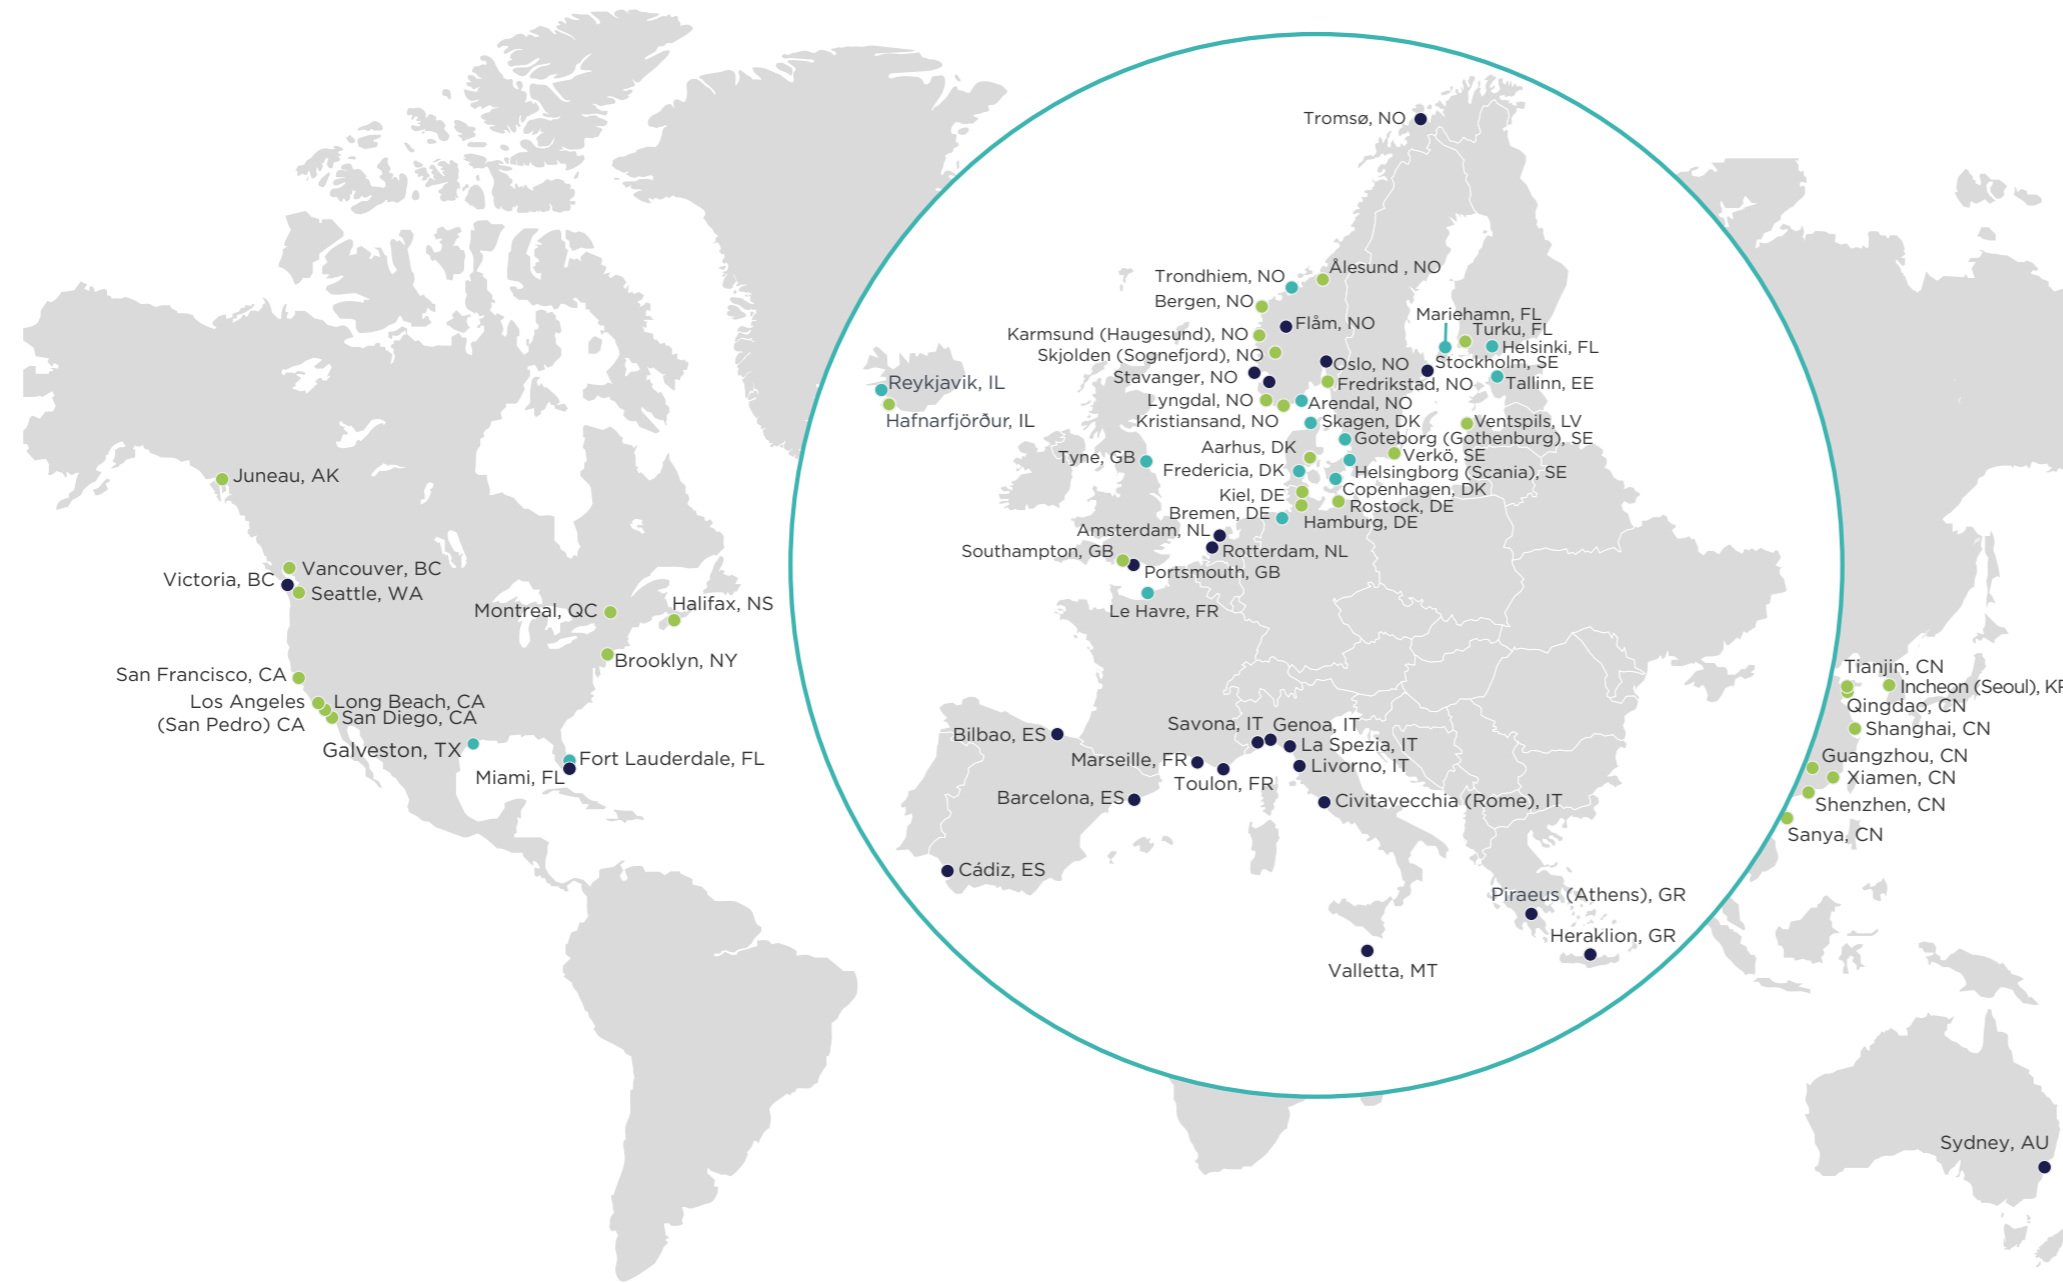 Juneau, AK
Vancouver, BC
Victoria, BC
Seattle, WA
Montreal, QC
Halifax, NS
Brooklyn, NY
San Francisco, CA
Los Angeles
(San Pedro) CA
Long Beach, CA
San Diego, CA
Galveston, TX
Fort Lauderdale, FL
Miami, FL
Tromsø, NO
Ålesund , NO
Trondhiem, NO
Bergen, NO
Flåm, NO
Karmsund (Haugesund), NO
Skjolden (Sognefjord), NO
Stavanger, NO
Oslo, NO
Fredrikstad, NO
Lyngdal, NO
Arendal, NO
Kristiansand, NO
Mariehamn, FL
Turku, FL
Helsinki, FL
Stockholm, SE
Tallinn, EE
Ventspils, LV
Reykjavik, IL
Hafnarfjörður, IL
Skagen, DK
Goteborg (Gothenburg), SE
Aarhus, DK
Verkö, SE
Tyne, GB
Fredericia, DK
Helsingborg (Scania), SE
Kiel, DE
Copenhagen, DK
Rostock, DE
Bremen, DE
Hamburg, DE
Amsterdam, NL
Rotterdam, NL
Southampton, GB
Portsmouth, GB
Le Havre, FR
Bilbao, ES
Savona, IT
Genoa, IT
La Spezia, IT
Marseille, FR
Livorno, IT
Toulon, FR
Barcelona, ES
Civitavecchia (Rome), IT
Cádiz, ES
Piraeus (Athens), GR
Heraklion, GR
Valletta, MT
Tianjin, CN
Incheon (Seoul), KR
Qingdao, CN
Shanghai, CN
Guangzhou, CN
Xiamen, CN
Shenzhen, CN
Sanya, CN
Sydney, AU